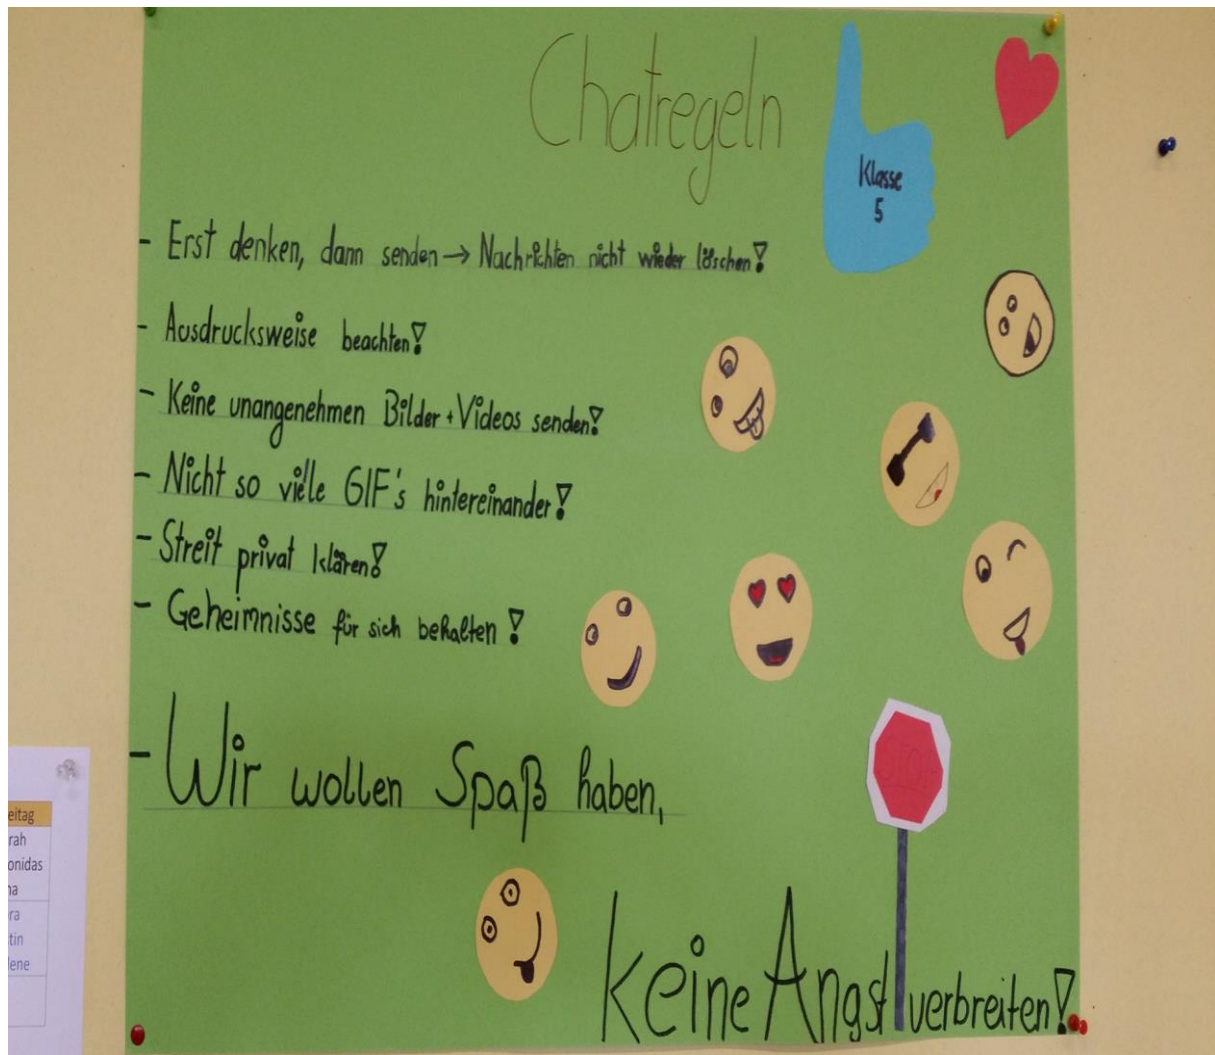 Chatregeln
Klasse
5
- Erst denken, dann senden → Nachrichten nicht wieder löschen!
- Ausdrucksweise beachten!
- Keine unangenehmen Bilder + Videos senden!
- Nicht so viele GIF's hintereinander!
- Streit privat klären!
- Geheimnisse für sich behalten!
- Wir wollen Spaß haben,
STOP
keine Angst verbreiten!
eitag
rah
onidas
na
ra
tin
lene